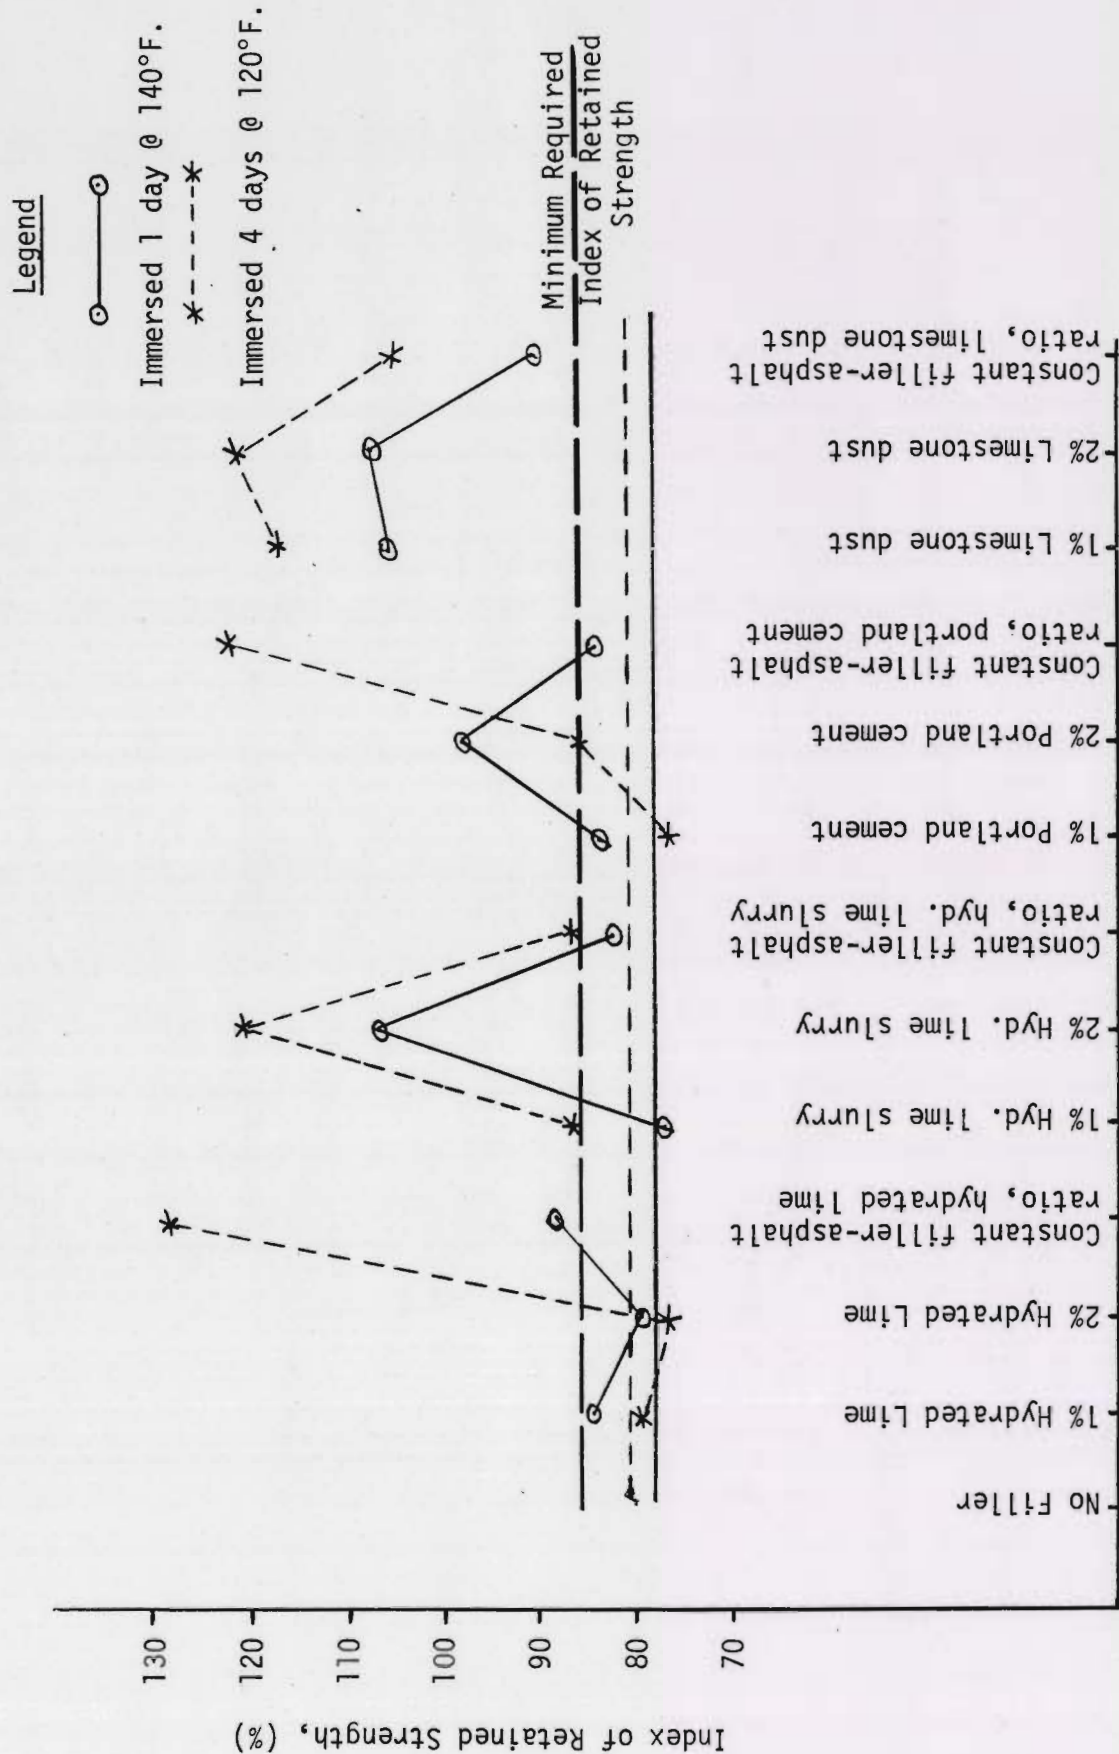 Legend
Immersed 1 day @ 140°F.
Immersed 4 days @ 120°F.
Minimum Required
Index of Retained
Strength
Index of Retained Strength, (%)
130
120
110
100
90
80
70
No Filler
1% Hydrated Lime
2% Hydrated Lime
Constant filler-asphalt
ratio, hydrated lime
1% Hyd. lime slurry
2% Hyd. lime slurry
Constant filler-asphalt
ratio, hyd. lime slurry
1% Portland cement
2% Portland cement
Constant filler-asphalt
ratio, portland cement
1% Limestone dust
2% Limestone dust
Constant filler-asphalt
ratio, limestone dust